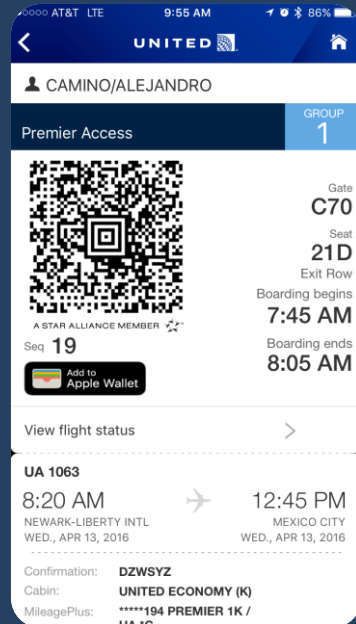 AT&T LTE 9:55 AM 86%
UNITED
CAMINO/ALEJANDRO
Premier Access
GROUP
1
Gate
C70
Seat
21D
Exit Row
Boarding begins
7:45 AM
Boarding ends
8:05 AM
A STAR ALLIANCE MEMBER
Seq 19
Add to
Apple Wallet
View flight status
UA 1063
8:20 AM 12:45 PM
NEWARK-LIBERTY INTL MEXICO CITY
WED., APR 13, 2016 WED., APR 13, 2016
Confirmation: DZWSYZ
Cabin: UNITED ECONOMY (K)
MileagePlus: *****194 PREMIER 1K /
UA *G